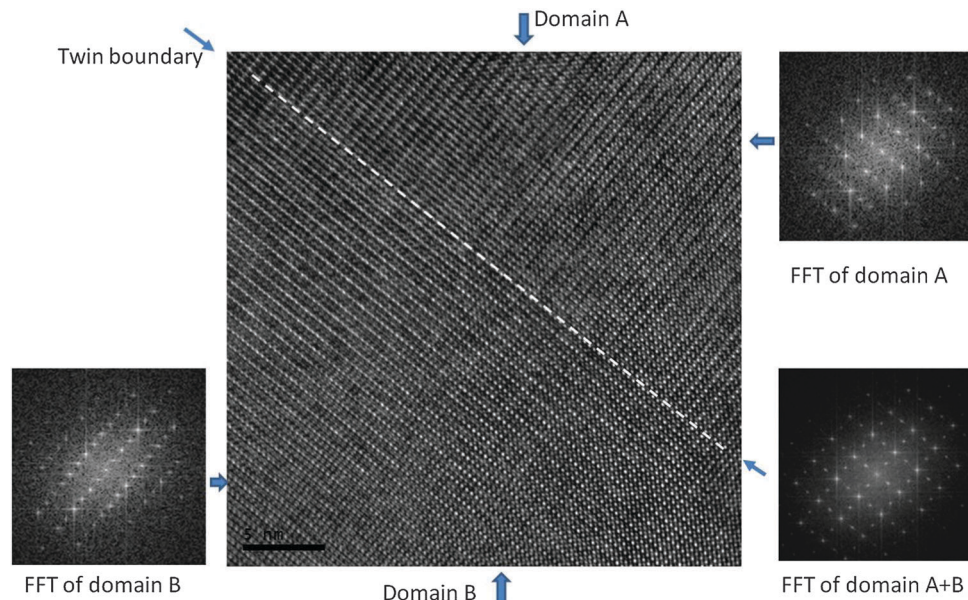 Domain A
Twin boundary
FFT of domain A
5 nm
FFT of domain B
Domain B
FFT of domain A+B